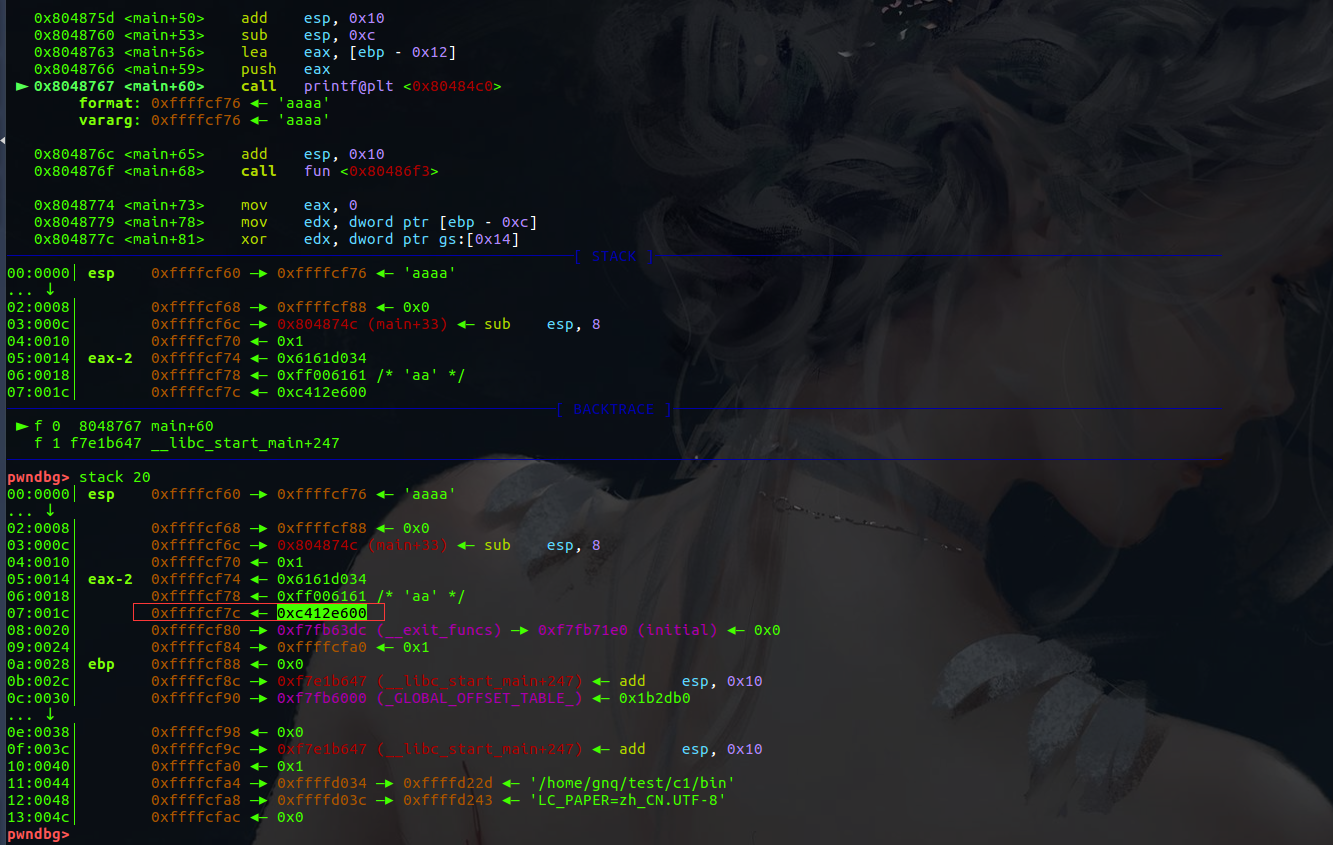 0x804875d <main+50> add esp, 0x10
0x8048760 <main+53> sub esp, 0xc
0x8048763 <main+56> lea eax, [ebp - 0x12]
0x8048766 <main+59> push eax
► 0x8048767 <main+60> call printf@plt <0x80484c0>
format: 0xffffcf76 ◄— 'aaaa'
vararg: 0xffffcf76 ◄— 'aaaa'
0x804876c <main+65> add esp, 0x10
0x804876f <main+68> call fun <0x80486f3>
0x8048774 <main+73> mov eax, 0
0x8048779 <main+78> mov edx, dword ptr [ebp - 0xc]
0x804877c <main+81> xor edx, dword ptr gs:[0x14]
[ STACK ]
00:0000│ esp 0xffffcf60 —► 0xffffcf76 ◄— 'aaaa'
... ↓
02:0008│ 0xffffcf68 —► 0xffffcf88 ◄— 0x0
03:000c│ 0xffffcf6c —► 0x804874c (main+33) ◄— sub esp, 8
04:0010│ 0xffffcf70 ◄— 0x1
05:0014│ eax-2 0xffffcf74 ◄— 0x6161d034
06:0018│ 0xffffcf78 ◄— 0xff006161 /* 'aa' */
07:001c│ 0xffffcf7c ◄— 0xc412e600
[ BACKTRACE ]
► f 0 8048767 main+60
f 1 f7e1b647 __libc_start_main+247
pwndbg> stack 20
00:0000│ esp 0xffffcf60 —► 0xffffcf76 ◄— 'aaaa'
... ↓
02:0008│ 0xffffcf68 —► 0xffffcf88 ◄— 0x0
03:000c│ 0xffffcf6c —► 0x804874c (main+33) ◄— sub esp, 8
04:0010│ 0xffffcf70 ◄— 0x1
05:0014│ eax-2 0xffffcf74 ◄— 0x6161d034
06:0018│ 0xffffcf78 ◄— 0xff006161 /* 'aa' */
07:001c│ 0xffffcf7c ◄— 0xc412e600
08:0020│ 0xffffcf80 —► 0xf7fb63dc (__exit_funcs) —► 0xf7fb71e0 (initial) ◄— 0x0
09:0024│ 0xffffcf84 —► 0xffffcfa0 ◄— 0x1
0a:0028│ ebp 0xffffcf88 ◄— 0x0
0b:002c│ 0xffffcf8c —► 0xf7e1b647 (__libc_start_main+247) ◄— add esp, 0x10
0c:0030│ 0xffffcf90 —► 0xf7fb6000 (_GLOBAL_OFFSET_TABLE_) ◄— 0x1b2db0
... ↓
0e:0038│ 0xffffcf98 ◄— 0x0
0f:003c│ 0xffffcf9c —► 0xf7e1b647 (__libc_start_main+247) ◄— add esp, 0x10
10:0040│ 0xffffcfa0 ◄— 0x1
11:0044│ 0xffffcfa4 —► 0xffffd034 —► 0xffffd22d ◄— '/home/gnq/test/c1/bin'
12:0048│ 0xffffcfa8 —► 0xffffd03c —► 0xffffd243 ◄— 'LC_PAPER=zh_CN.UTF-8'
13:004c│ 0xffffcfac ◄— 0x0
pwndbg>